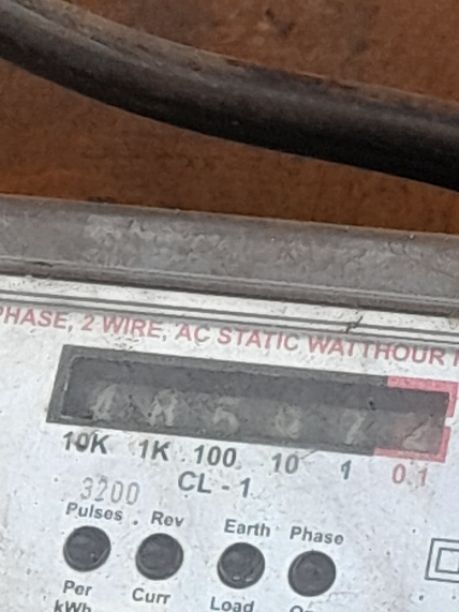 PHASE, 2 WIRE, AC STATIC WATTHOUR
10K 1K 100 10 1 0.1
CL - 1
3200
Pulses Rev Earth Phase
Per Curr Load
kWh